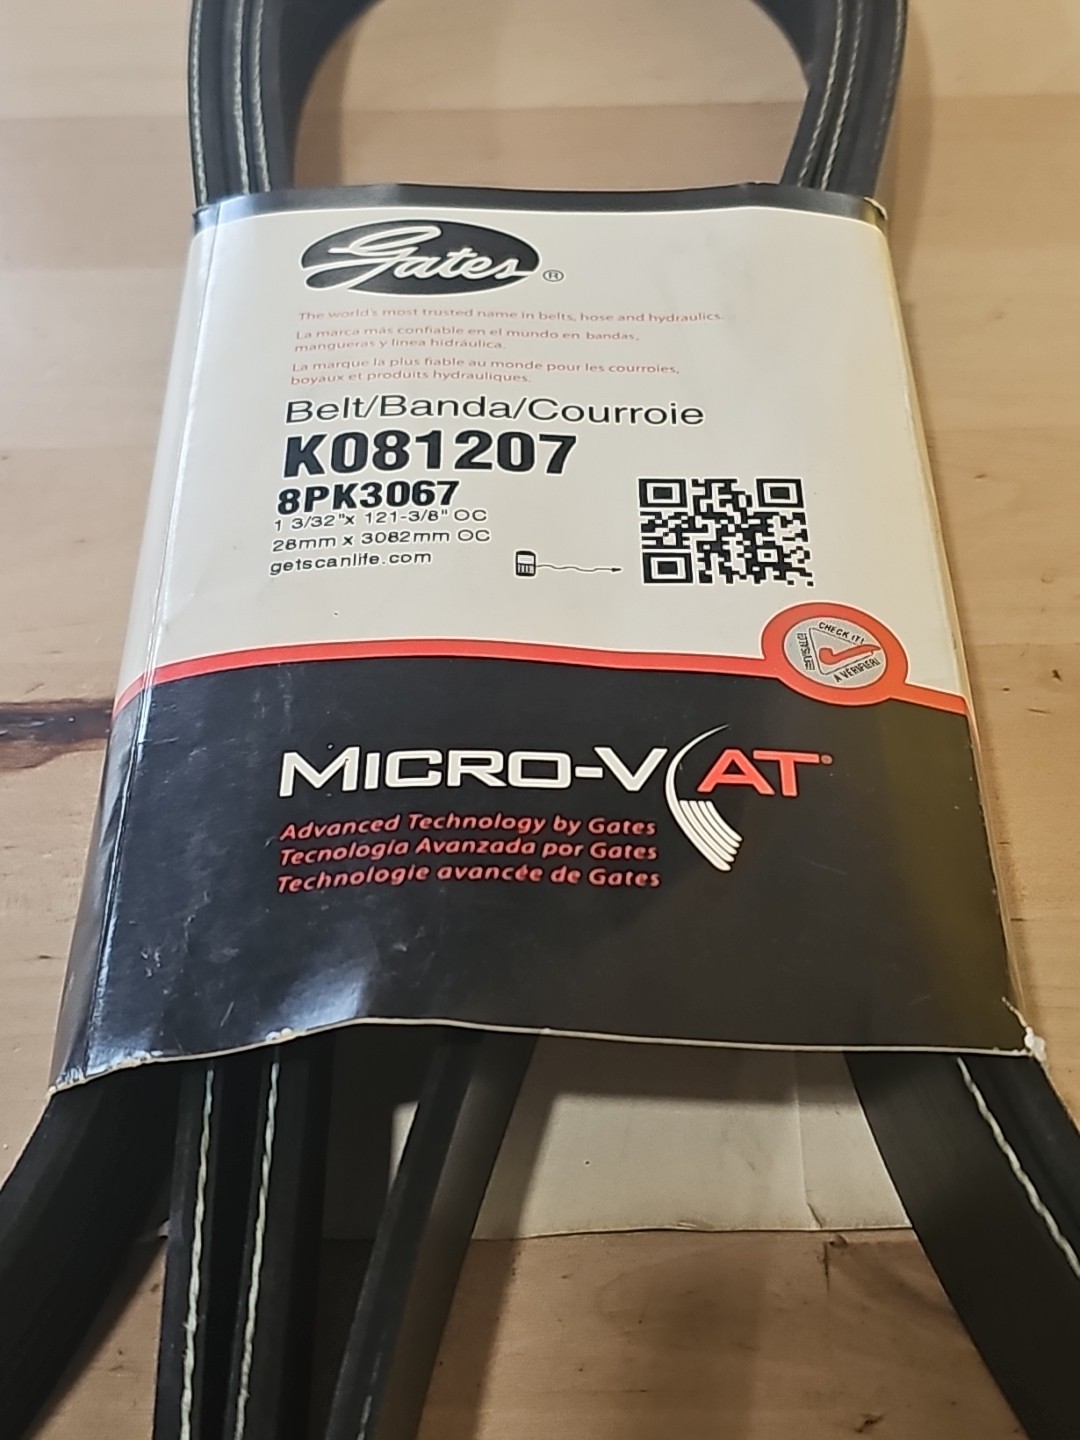 Gates®
The world's most trusted name in belts, hose and hydraulics.
La marca más confiable en el mundo en bandas,
mangueras y línea hidráulica.
La marque la plus fiable au monde pour les courroies,
boyaux et produits hydrauliques.
Belt/Banda/Courroie
K081207
8PK3067
1 3/32"x 121-3/8" OC
28mm x 3082mm OC
getscanlife.com
CHECK IT!
¡REVÍSALO!
À VÉRIFIER!
MICRO-V AT®
Advanced Technology by Gates
Tecnología Avanzada por Gates
Technologie avancée de Gates